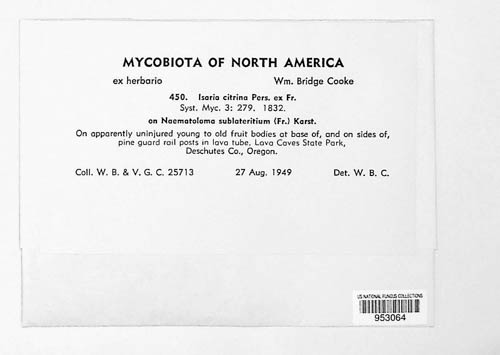 MYCOBIOTA OF NORTH AMERICA
ex herbario Wm. Bridge Cooke
450. Isaria citrina Pers. ex Fr.
Syst. Myc. 3: 279. 1832.
on Naematoloma sublateritium (Fr.) Karst.
On apparently uninjured young to old fruit bodies at base of, and on sides of,
pine guard rail posts in lava tube. Lava Caves State Park,
Deschutes Co., Oregon.
Coll. W. B. & V. G. C. 25713 27 Aug. 1949 Det. W. B. C.
US NATIONAL FUNGUS COLLECTIONS
953064